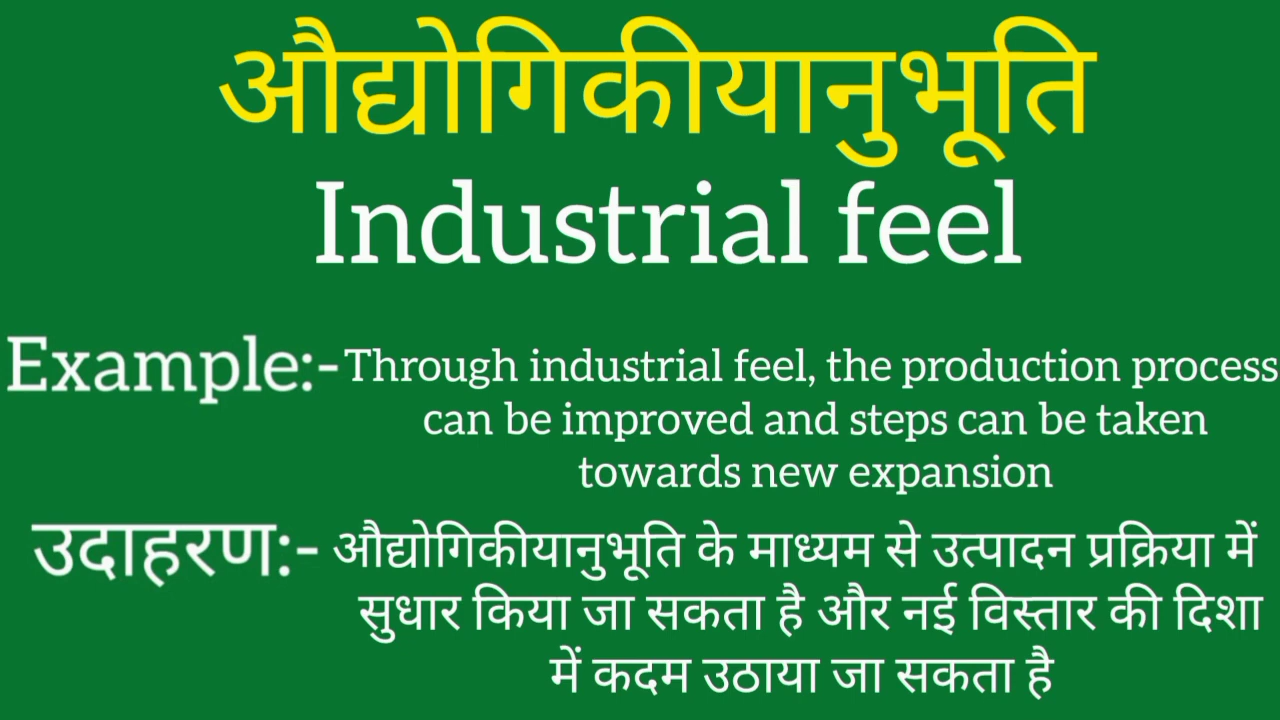 औद्योगिकीयानुभूति
Industrial feel
Example:- Through industrial feel, the production process
can be improved and steps can be taken
towards new expansion
उदाहरण:- औद्योगिकीयानुभूति के माध्यम से उत्पादन प्रक्रिया में
सुधार किया जा सकता है और नई विस्तार की दिशा
में कदम उठाया जा सकता है